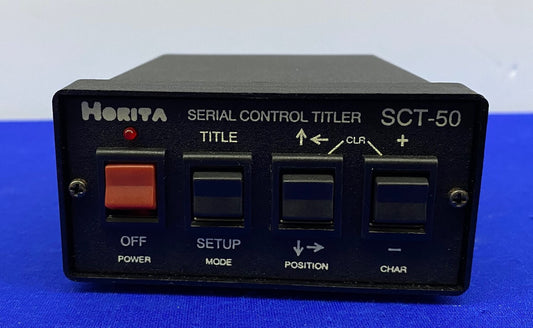 HORITA SERIAL CONTROL TITLER SCT-50
TITLE ↑← CLR +
OFF SETUP ↓→ −
POWER MODE POSITION CHAR